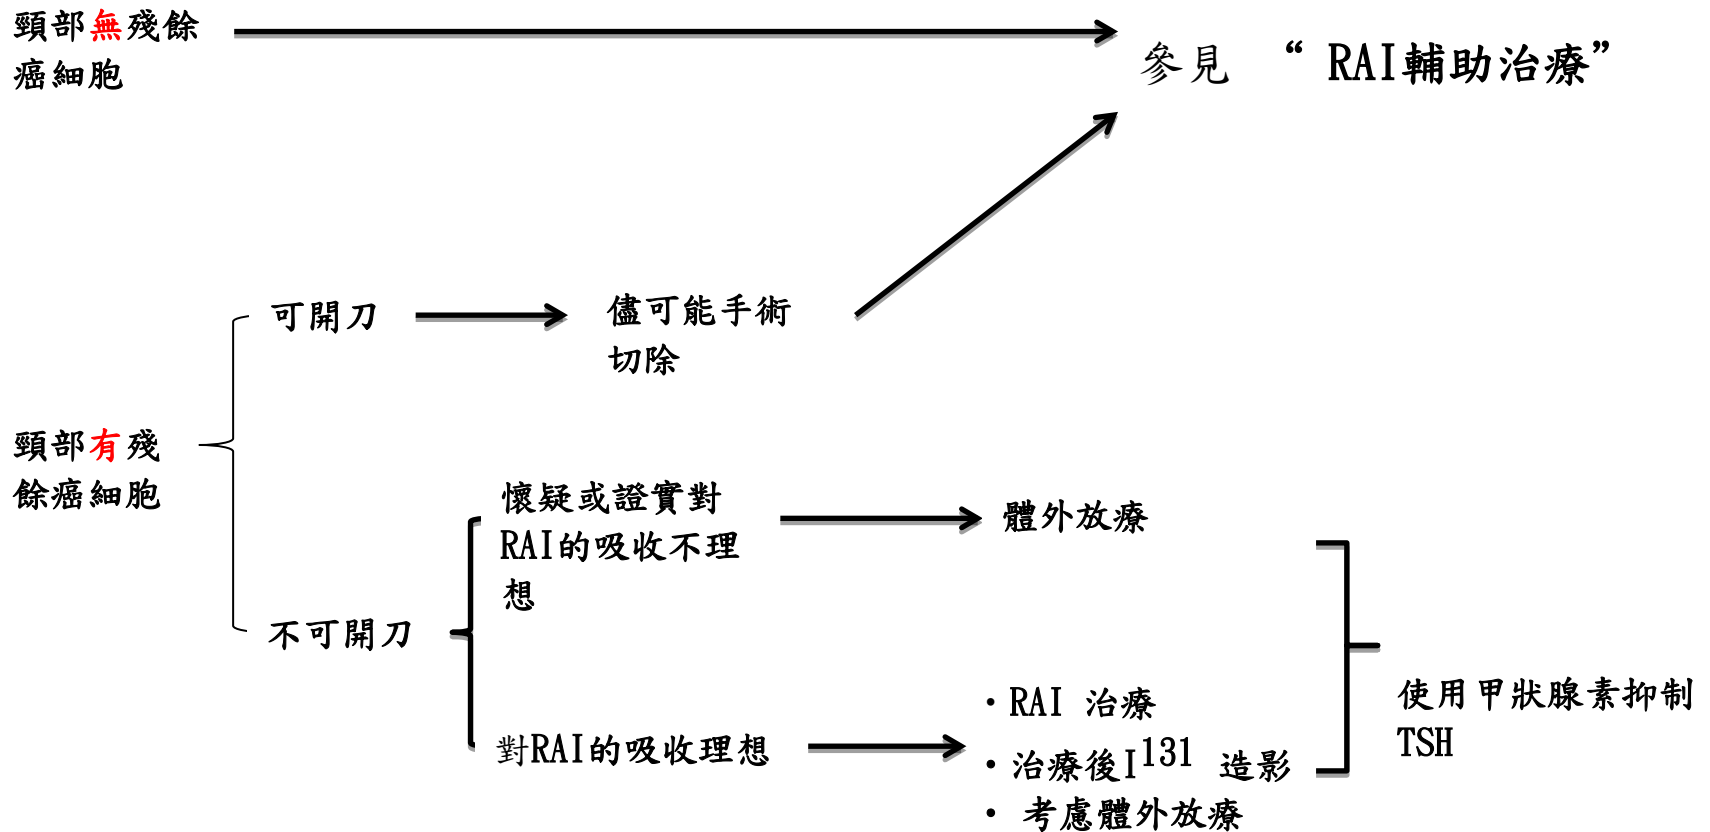 頸部無殘餘
癌細胞
參見 “ RAI輔助治療”
可開刀
儘可能手術
切除
頸部有殘
餘癌細胞
懷疑或證實對
RAI的吸收不理
想
體外放療
不可開刀
對RAI的吸收理想
・RAI 治療
・治療後I131 造影
・ 考慮體外放療
使用甲狀腺素抑制
TSH